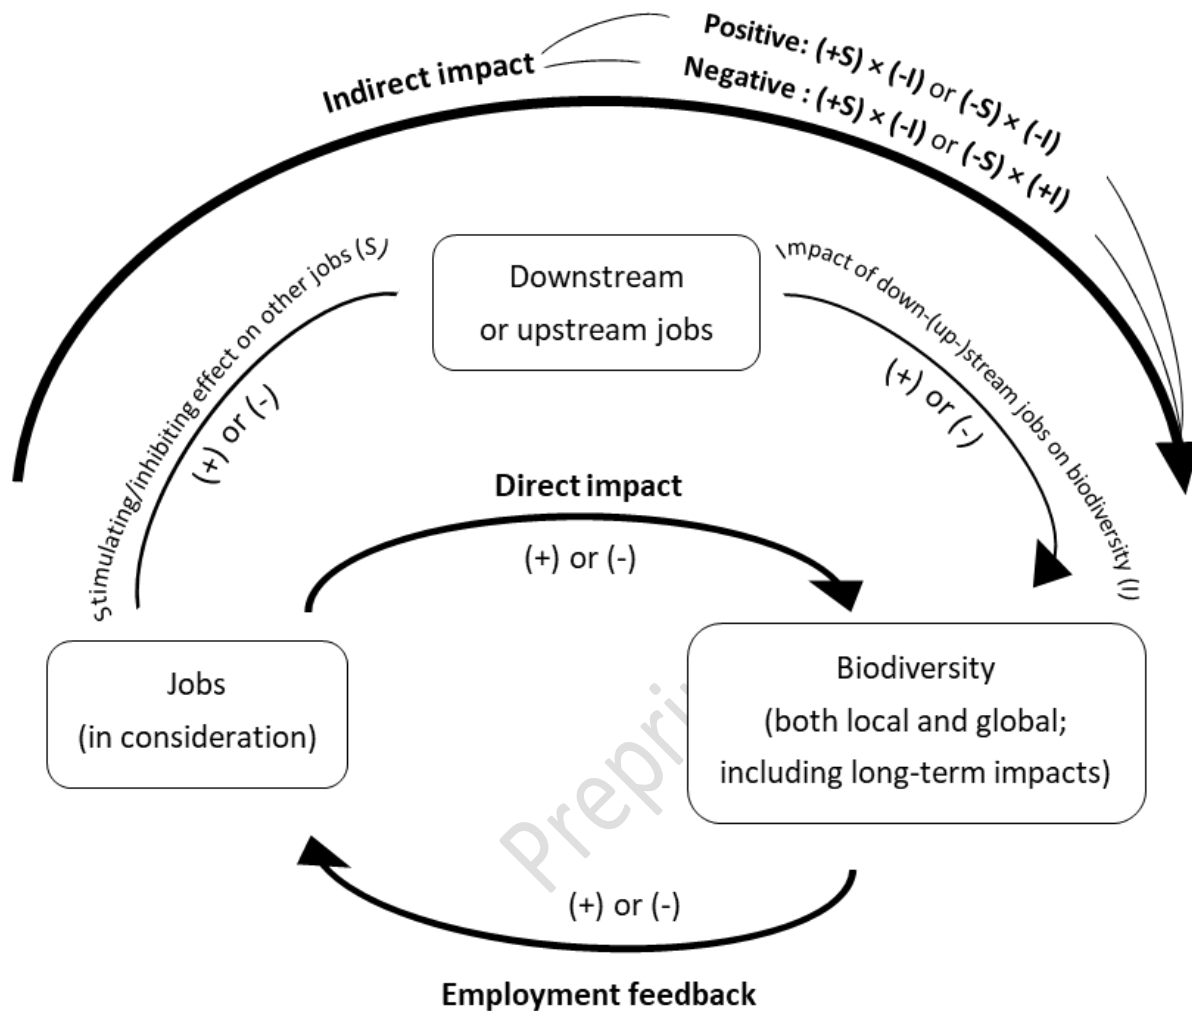 Indirect impact
Positive: (+S) × (-I) or (-S) × (-I)
Negative : (+S) × (-I) or (-S) × (+I)
Stimulating/inhibiting effect on other jobs (S)
(+) or (-)
Downstream
or upstream jobs
Impact of down-(up-)stream jobs on biodiversity (I)
(+) or (-)
Direct impact
(+) or (-)
Jobs
(in consideration)
Biodiversity
(both local and global;
including long-term impacts)
(+) or (-)
Employment feedback